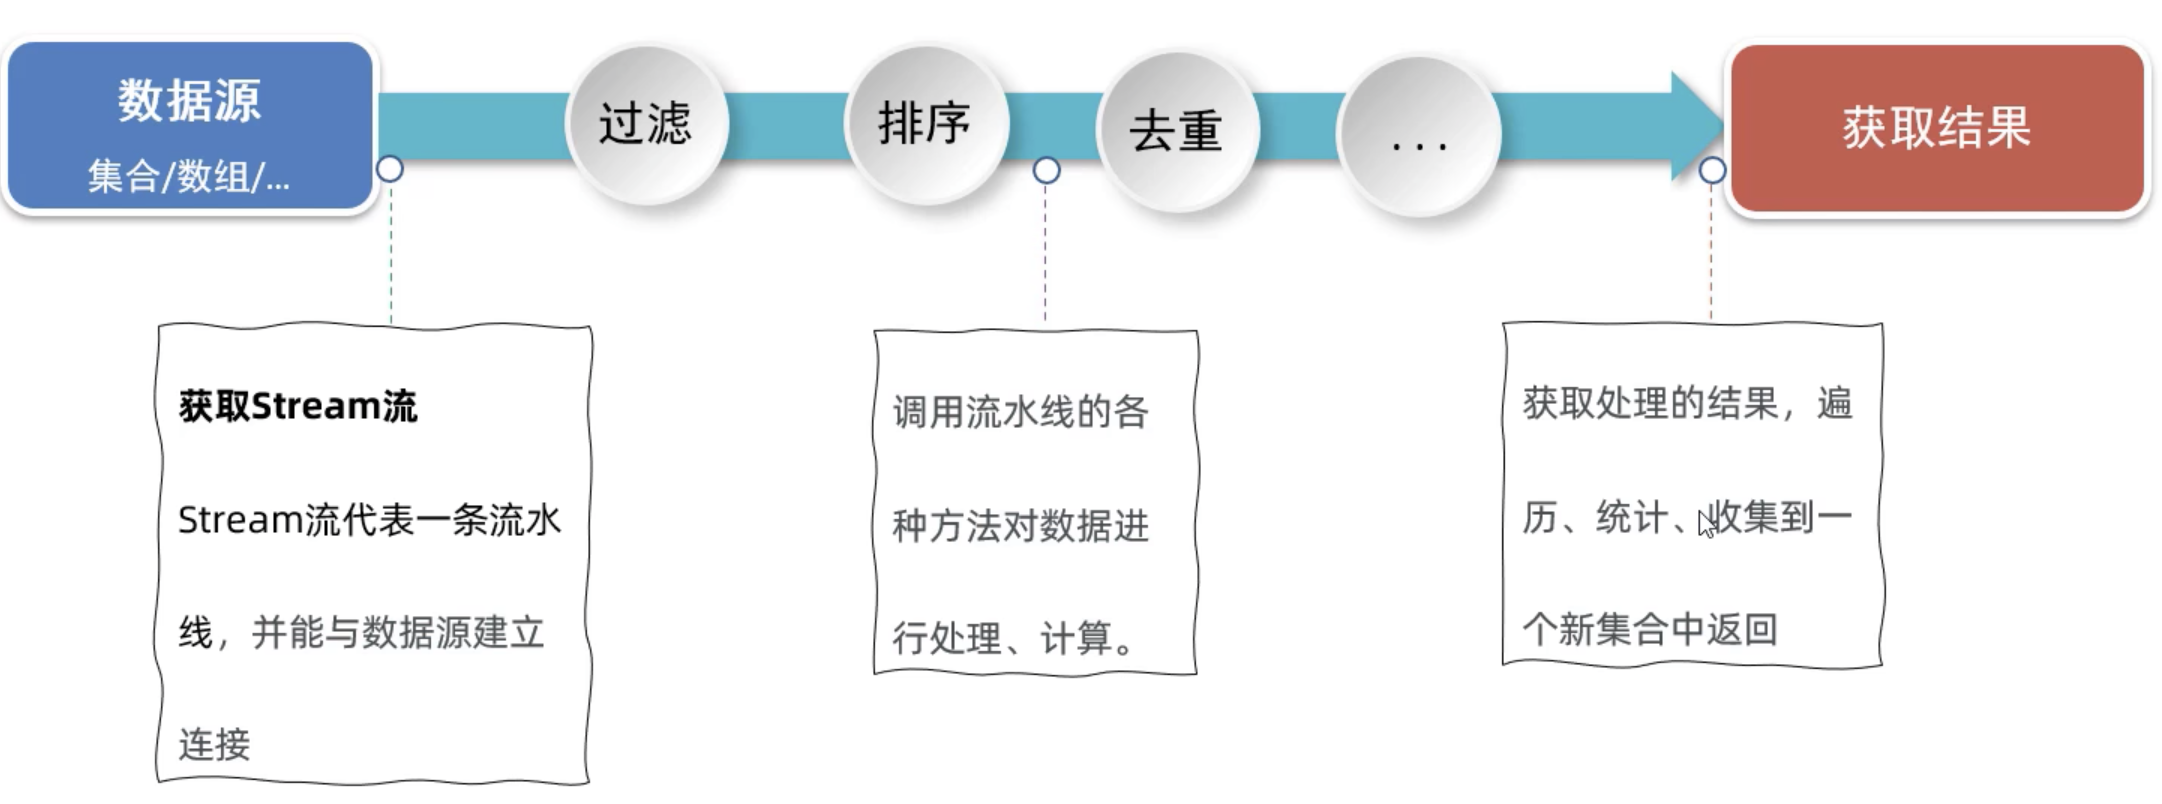 数据源
集合/数组/...
过滤
排序
去重
...
获取结果
获取Stream流
Stream流代表一条流水
线，并能与数据源建立
连接
调用流水线的各
种方法对数据进
行处理、计算。
获取处理的结果，遍
历、统计、收集到一
个新集合中返回